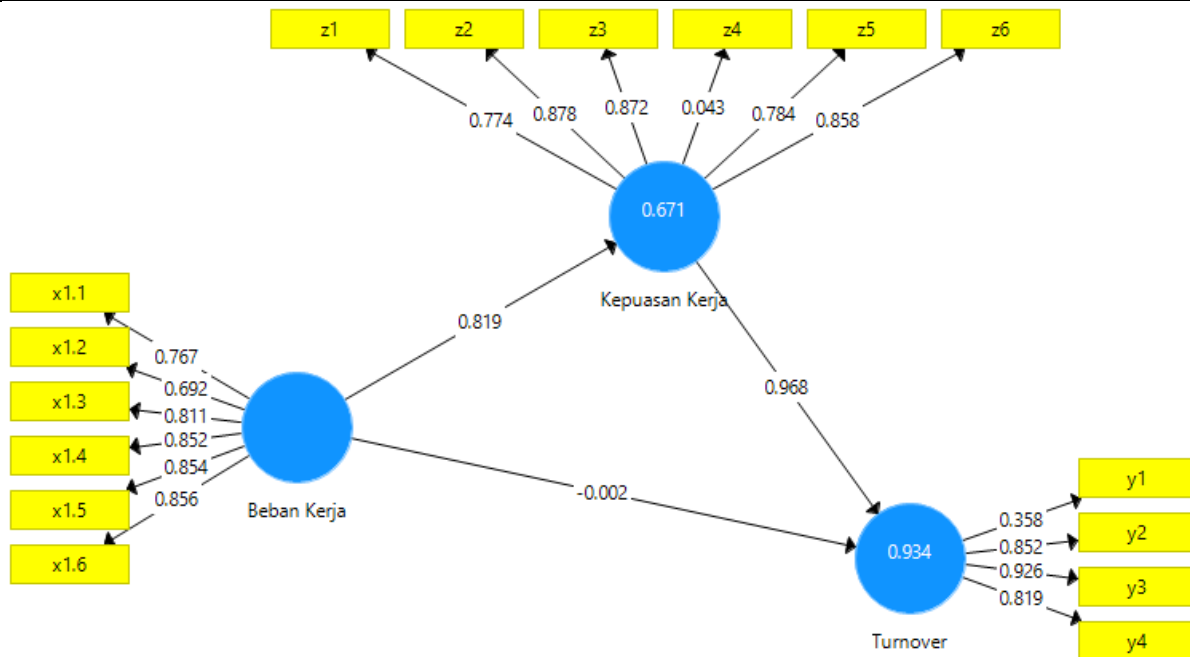 z1
z2
z3
z4
z5
z6
0.774
0.878
0.872
0.043
0.784
0.858
0.671
Kepuasan Kerja
x1.1
x1.2
x1.3
x1.4
x1.5
x1.6
0.767
0.692
0.811
0.852
0.854
0.856
Beban Kerja
0.819
0.968
-0.002
0.934
Turnover
0.358
0.852
0.926
0.819
y1
y2
y3
y4